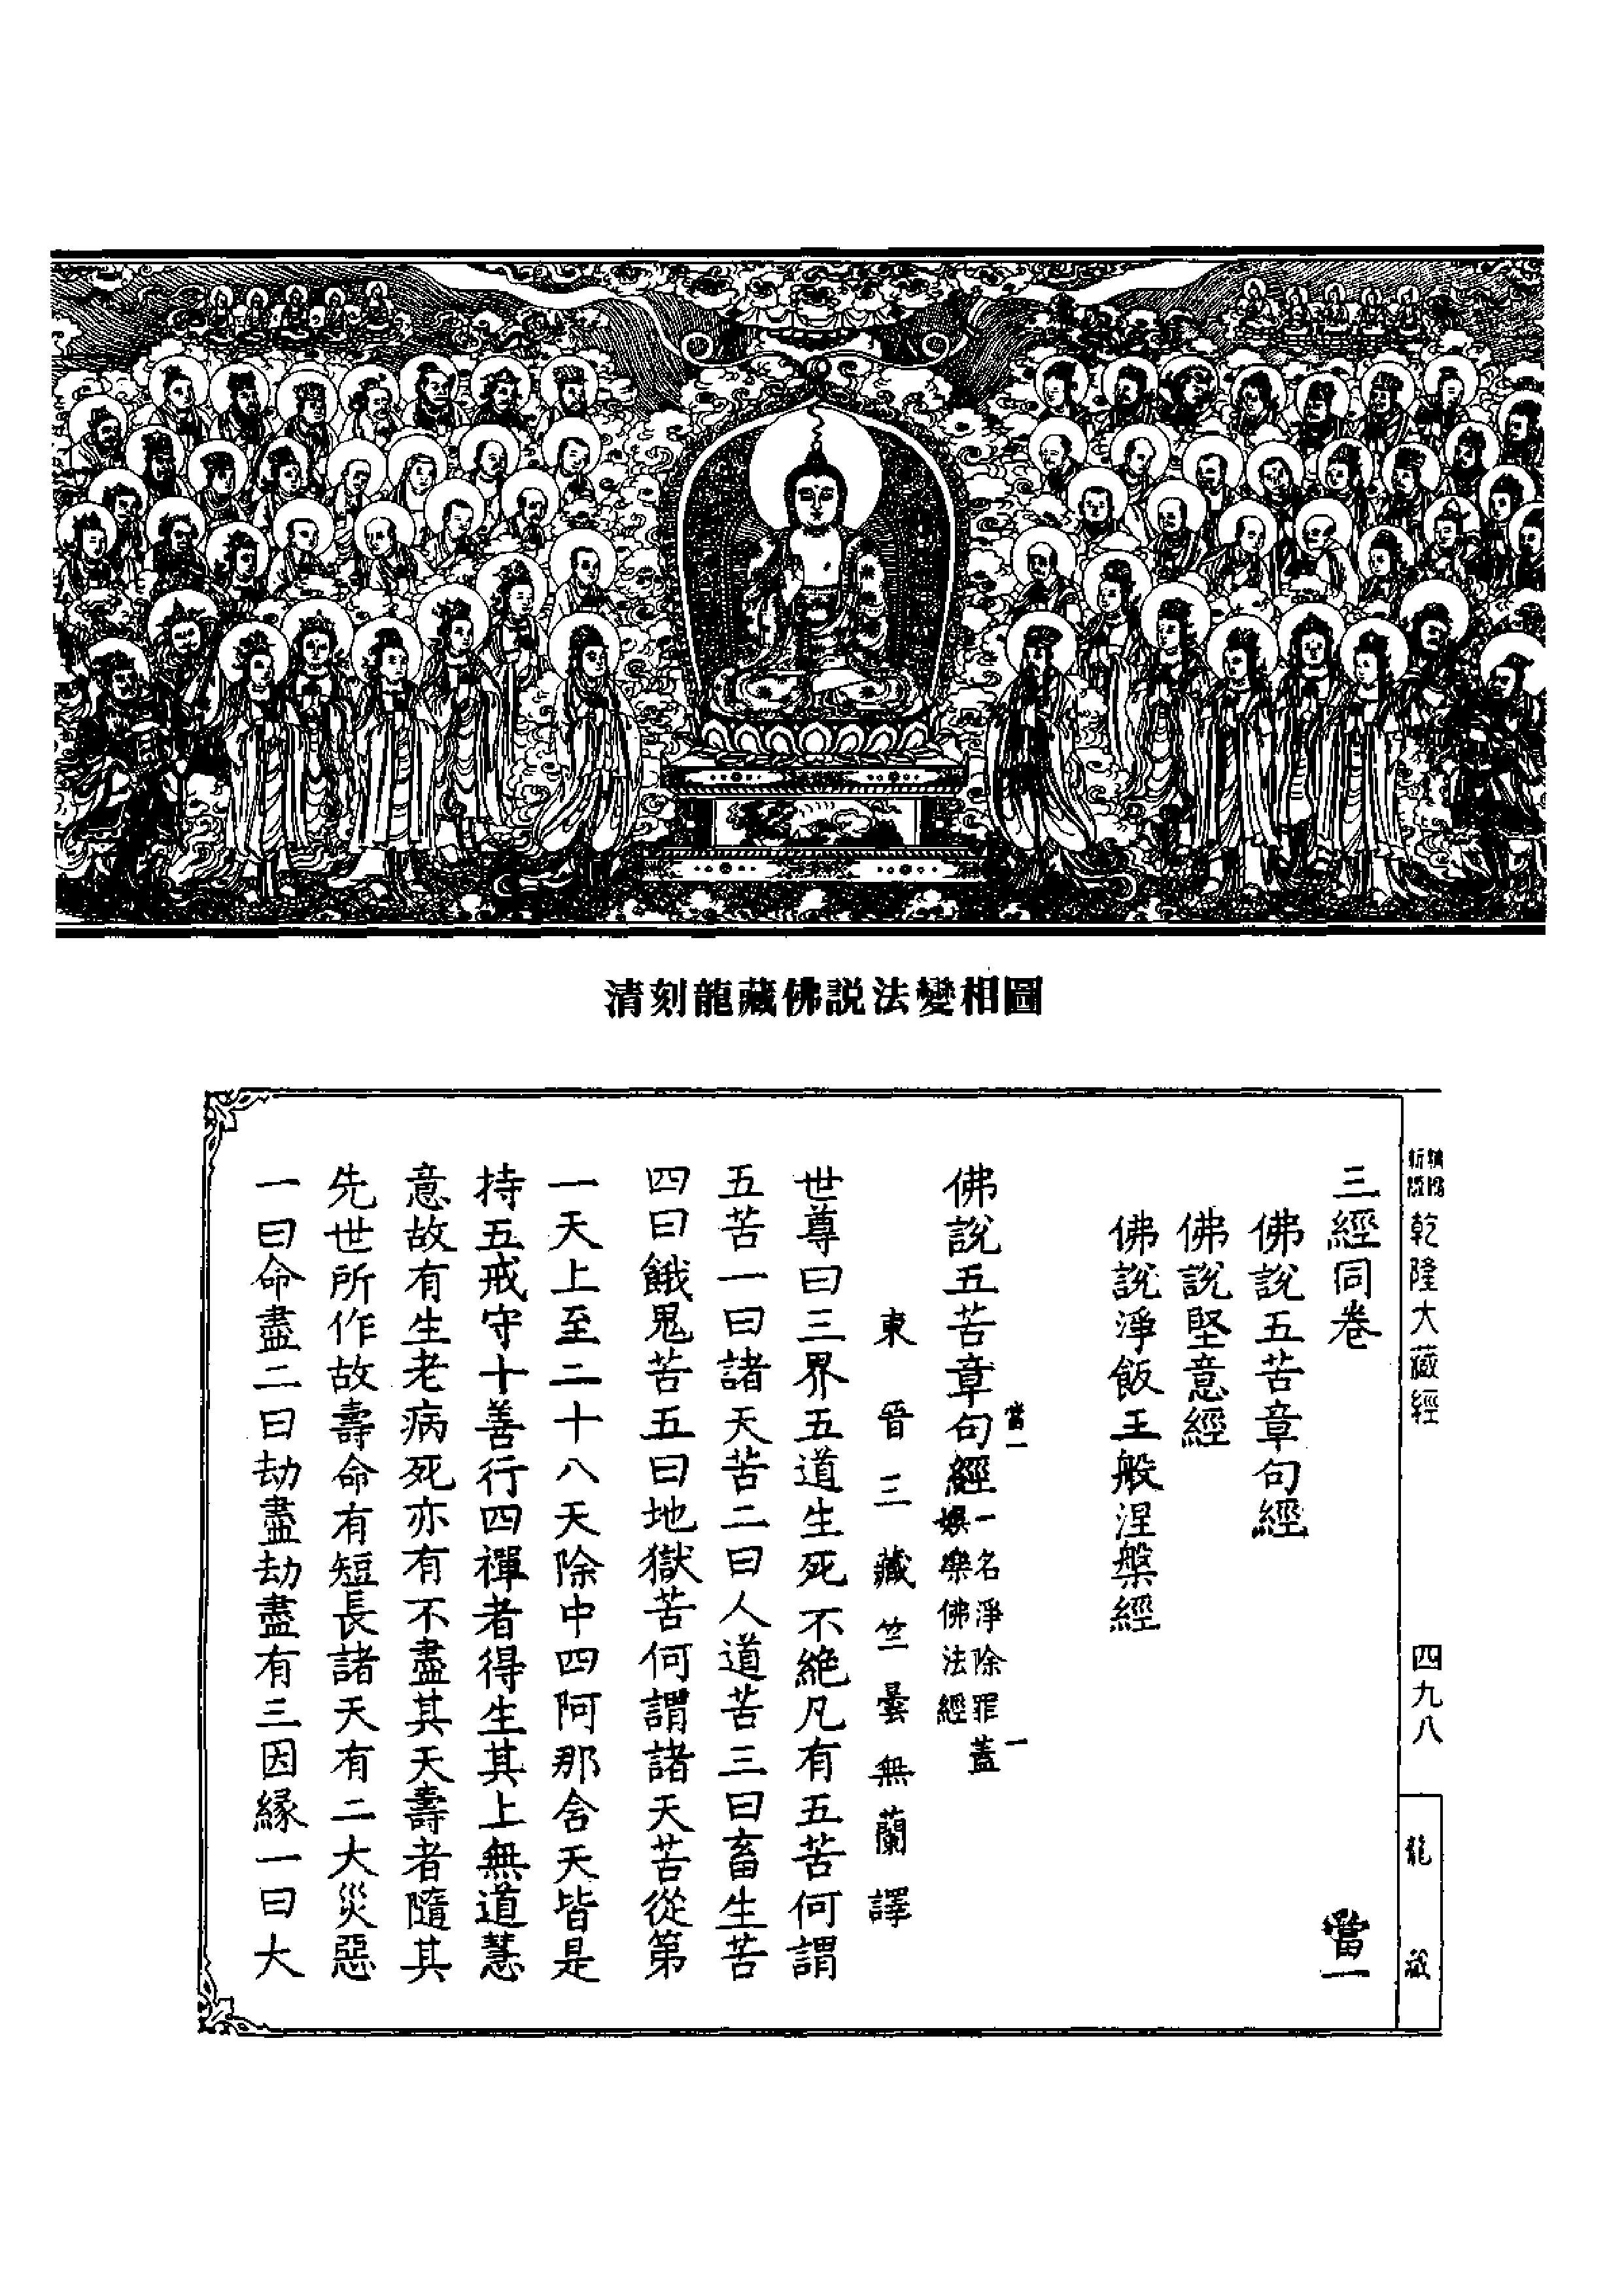 清刻龍藏佛説法變相圖
乾隆大藏經
四九八
龍藏
三經同卷
當一
佛說五苦章句經
佛說堅意經
佛說淨飯王般涅槃經
佛說五苦章句經
當一
一名淨除罪蓋
娛樂佛法經
一
東晉三藏竺曇無蘭譯
世尊曰三界五道生死不絶凡有五苦何謂
五苦一曰諸天苦二曰人道苦三曰畜生苦
四曰餓鬼苦五曰地獄苦何謂諸天苦從第
一天上至二十八天除中四阿那含天皆是
持五戒守十善行四禪者得生其上無道慧
意故有生老病死亦有不盡其天壽者隨其
先世所作故壽命有短長諸天有二大災惡
一曰命盡二曰劫盡劫盡有三因緣一曰大